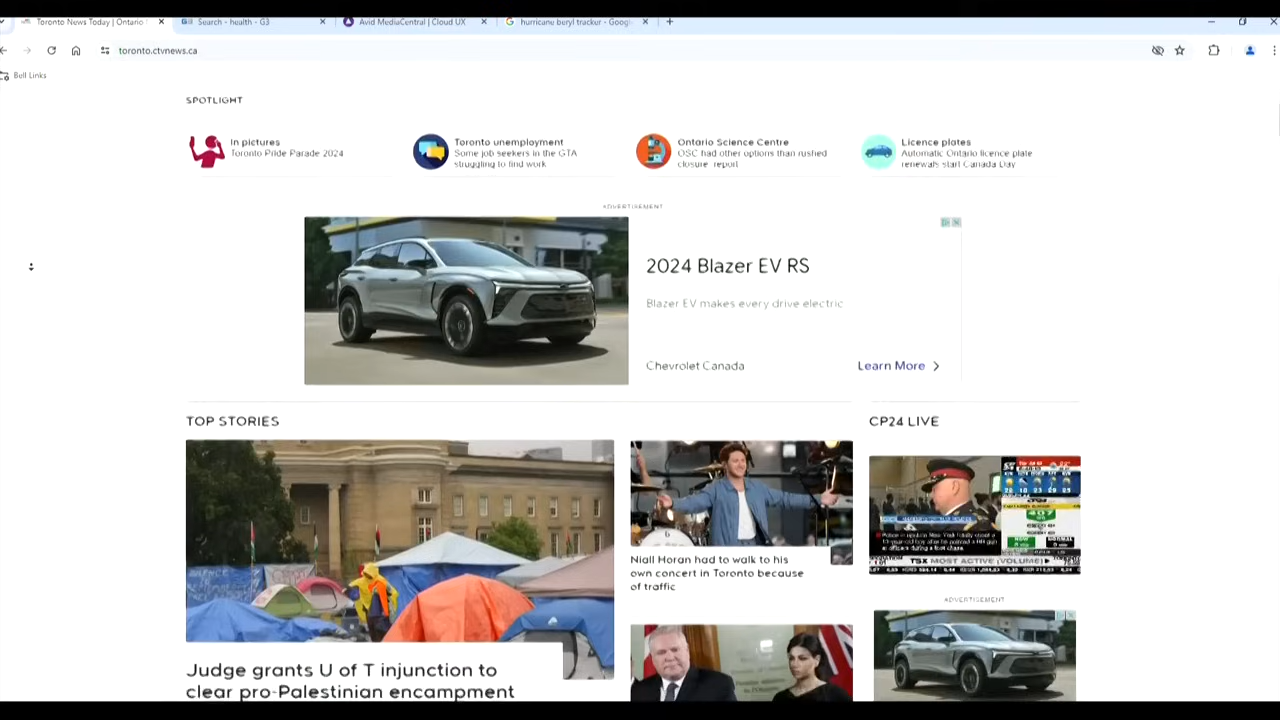 Toronto News Today | Ontario
Search - health - G3
Avid MediaCentral | Cloud UX
hurricane beryl tracker - Googl
toronto.ctvnews.ca
Bell Links
SPOTLIGHT
In pictures
Toronto Pride Parade 2024
Toronto unemployment
Some job seekers in the GTA
struggling to find work
Ontario Science Centre
OSC had other options than rushed
closure: report
Licence plates
Automatic Ontario licence plate
renewals start Canada Day
ADVERTISEMENT
2024 Blazer EV RS
Blazer EV makes every drive electric
Chevrolet Canada
Learn More
TOP STORIES
CP24 LIVE
Niall Horan had to walk to his
own concert in Toronto because
of traffic
TSX MOST ACTIVE (VOLUME)
ADVERTISEMENT
Judge grants U of T injunction to
clear pro-Palestinian encampment